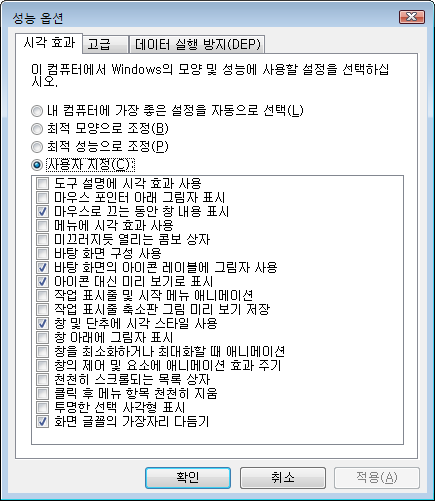 성능 옵션
시각 효과 고급 데이터 실행 방지(DEP)
이 컴퓨터에서 Windows의 모양 및 성능에 사용할 설정을 선택하십
시오.
내 컴퓨터에 가장 좋은 설정을 자동으로 선택(L)
최적 모양으로 조정(B)
최적 성능으로 조정(P)
사용자 지정(C):
도구 설명에 시각 효과 사용
마우스 포인터 아래 그림자 표시
마우스로 끄는 동안 창 내용 표시
메뉴에 시각 효과 사용
미끄러지듯 열리는 콤보 상자
바탕 화면 구성 사용
바탕 화면의 아이콘 레이블에 그림자 사용
아이콘 대신 미리 보기로 표시
작업 표시줄 및 시작 메뉴 애니메이션
작업 표시줄 축소판 그림 미리 보기 저장
창 및 단추에 시각 스타일 사용
창 아래에 그림자 표시
창을 최소화하거나 최대화할 때 애니메이션
창의 제어 및 요소에 애니메이션 효과 주기
천천히 스크롤되는 목록 상자
클릭 후 메뉴 항목 천천히 지움
투명한 선택 사각형 표시
화면 글꼴의 가장자리 다듬기
확인 취소 적용(A)